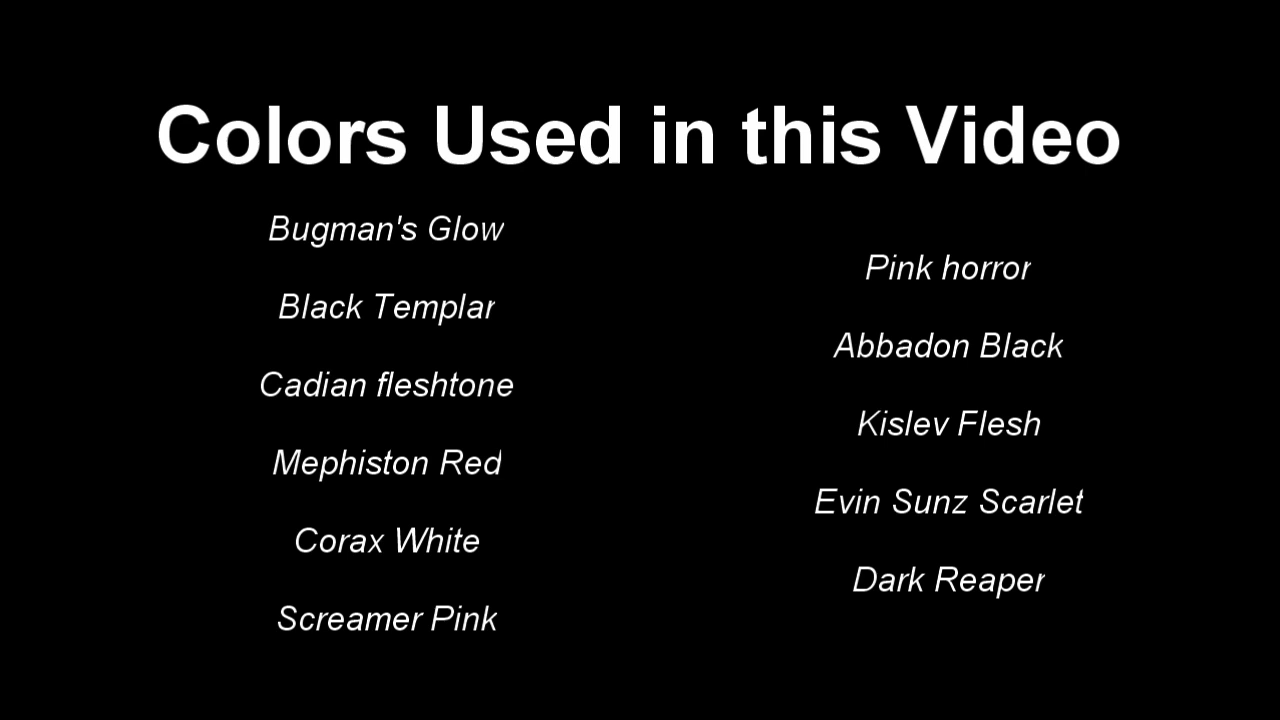 Colors Used in this Video
Bugman's Glow
Black Templar
Cadian fleshtone
Mephiston Red
Corax White
Screamer Pink
Pink horror
Abbadon Black
Kislev Flesh
Evin Sunz Scarlet
Dark Reaper